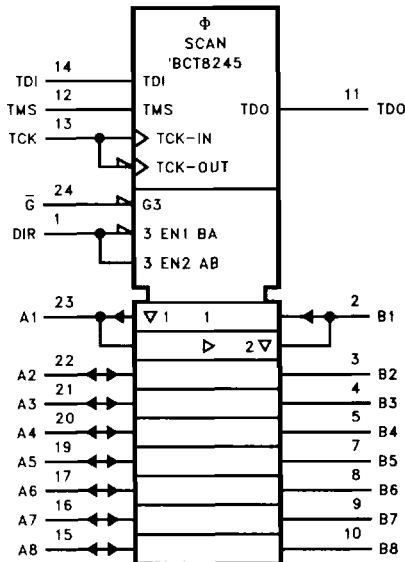 Φ
SCAN
'BCT8245
14
TDI TDI
12
TMS TMS TDO 11 TDO
13
TCK TCK-IN
TCK-OUT
24
G̅ G3
1
DIR 3 EN1 BA
3 EN2 AB
23 2
A1 ▽ 1 1 B1
▷ 2 ▽
22 3
A2 B2
21 4
A3 B3
20 5
A4 B4
19 7
A5 B5
17 8
A6 B6
16 9
A7 B7
15 10
A8 B8